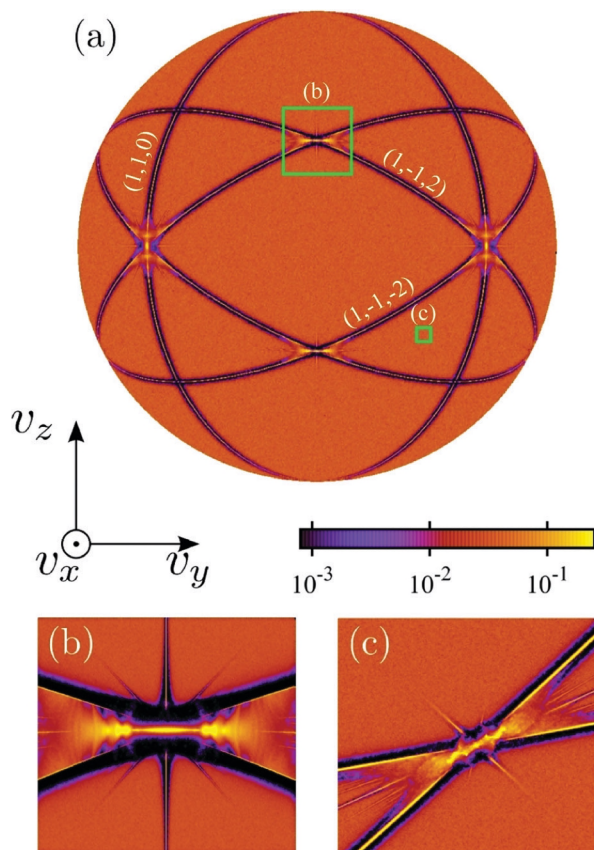 (a)
(b)
(1,1,0)
(1,-1,2)
(1,-1,-2)
(c)
v_z
v_x
v_y
10^-3
10^-2
10^-1
(b)
(c)